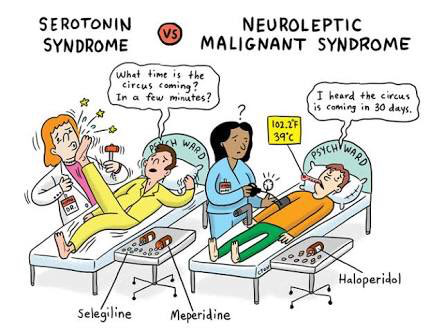 SEROTONIN
SYNDROME
VS
NEUROLEPTIC
MALIGNANT SYNDROME
What time is the
circus coming?
In a few minutes?
I heard the circus
is coming in 30 days.
102.2°F
39°C
?
PSYCH WARD
PSYCH WARD
DR.
Selegiline
Meperidine
Haloperidol